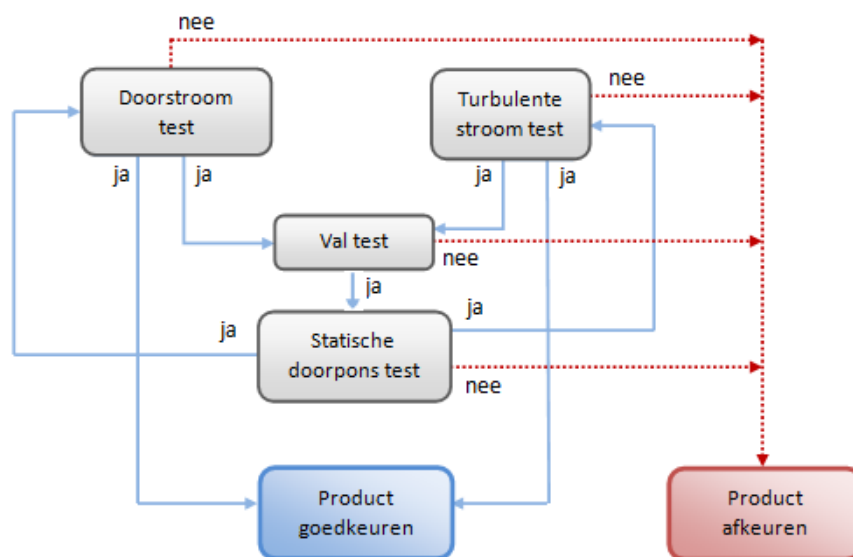 nee
Doorstroom
test
Turbulente
stroom test
nee
ja
ja
ja
ja
Val test
nee
ja
ja
ja
Statische
doorpons test
nee
Product
goedkeuren
Product
afkeuren